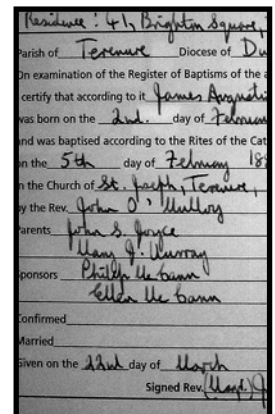 Residence: 41, Brighton Square,
Parish of Terenure Diocese of Du
On examination of the Register of Baptisms of the a
certify that according to it James Augusti
was born on the 2nd. day of
and was baptised according to the Rites of the Cat
on the 5th day of 18
n the Church of St. Joseph, Terenure,
by the Rev. John O'Mulloy
Parents John S. Joyce
Mary J. Murray
ponsors Philip McCann
Ellen McCann
Confirmed
Married
Given on the 22nd day of March
Signed Rev.